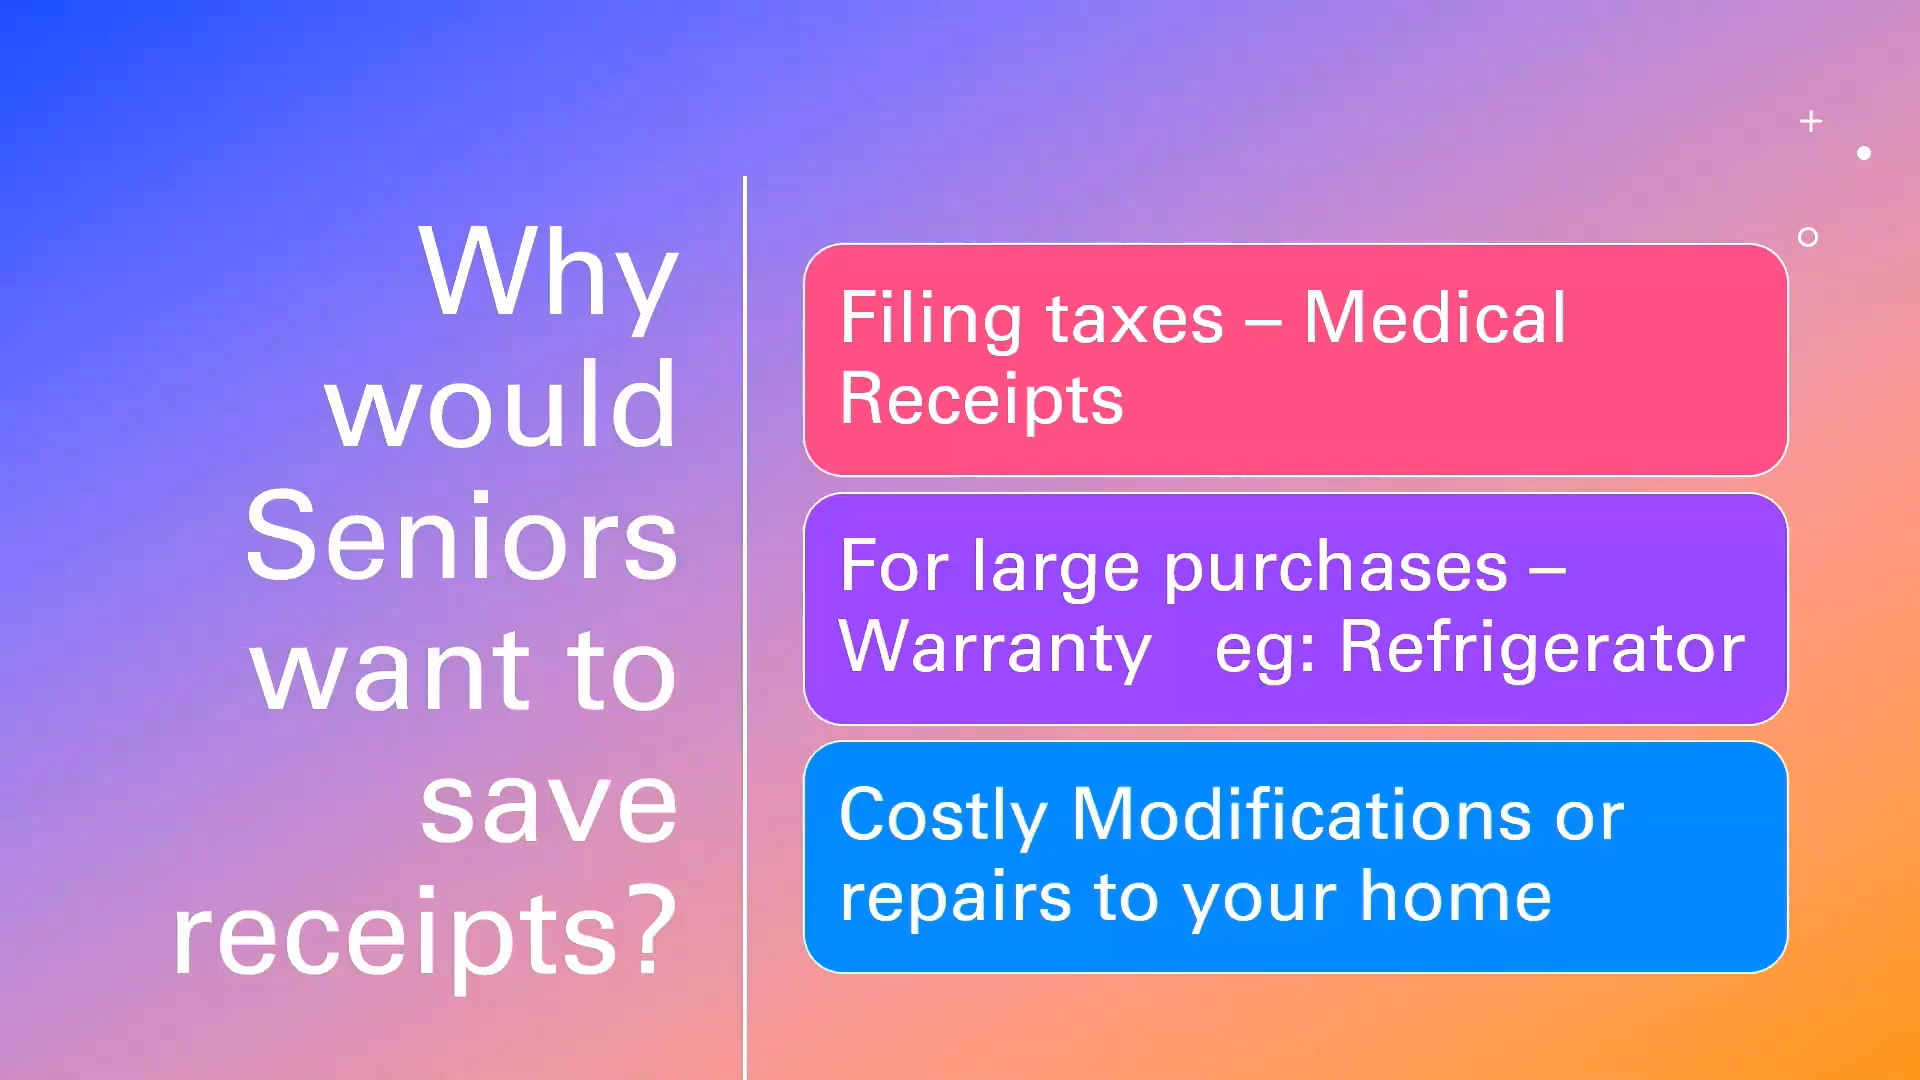 Why
would
Seniors
want to
save
receipts?
Filing taxes – Medical
Receipts
For large purchases –
Warranty   eg: Refrigerator
Costly Modifications or
repairs to your home